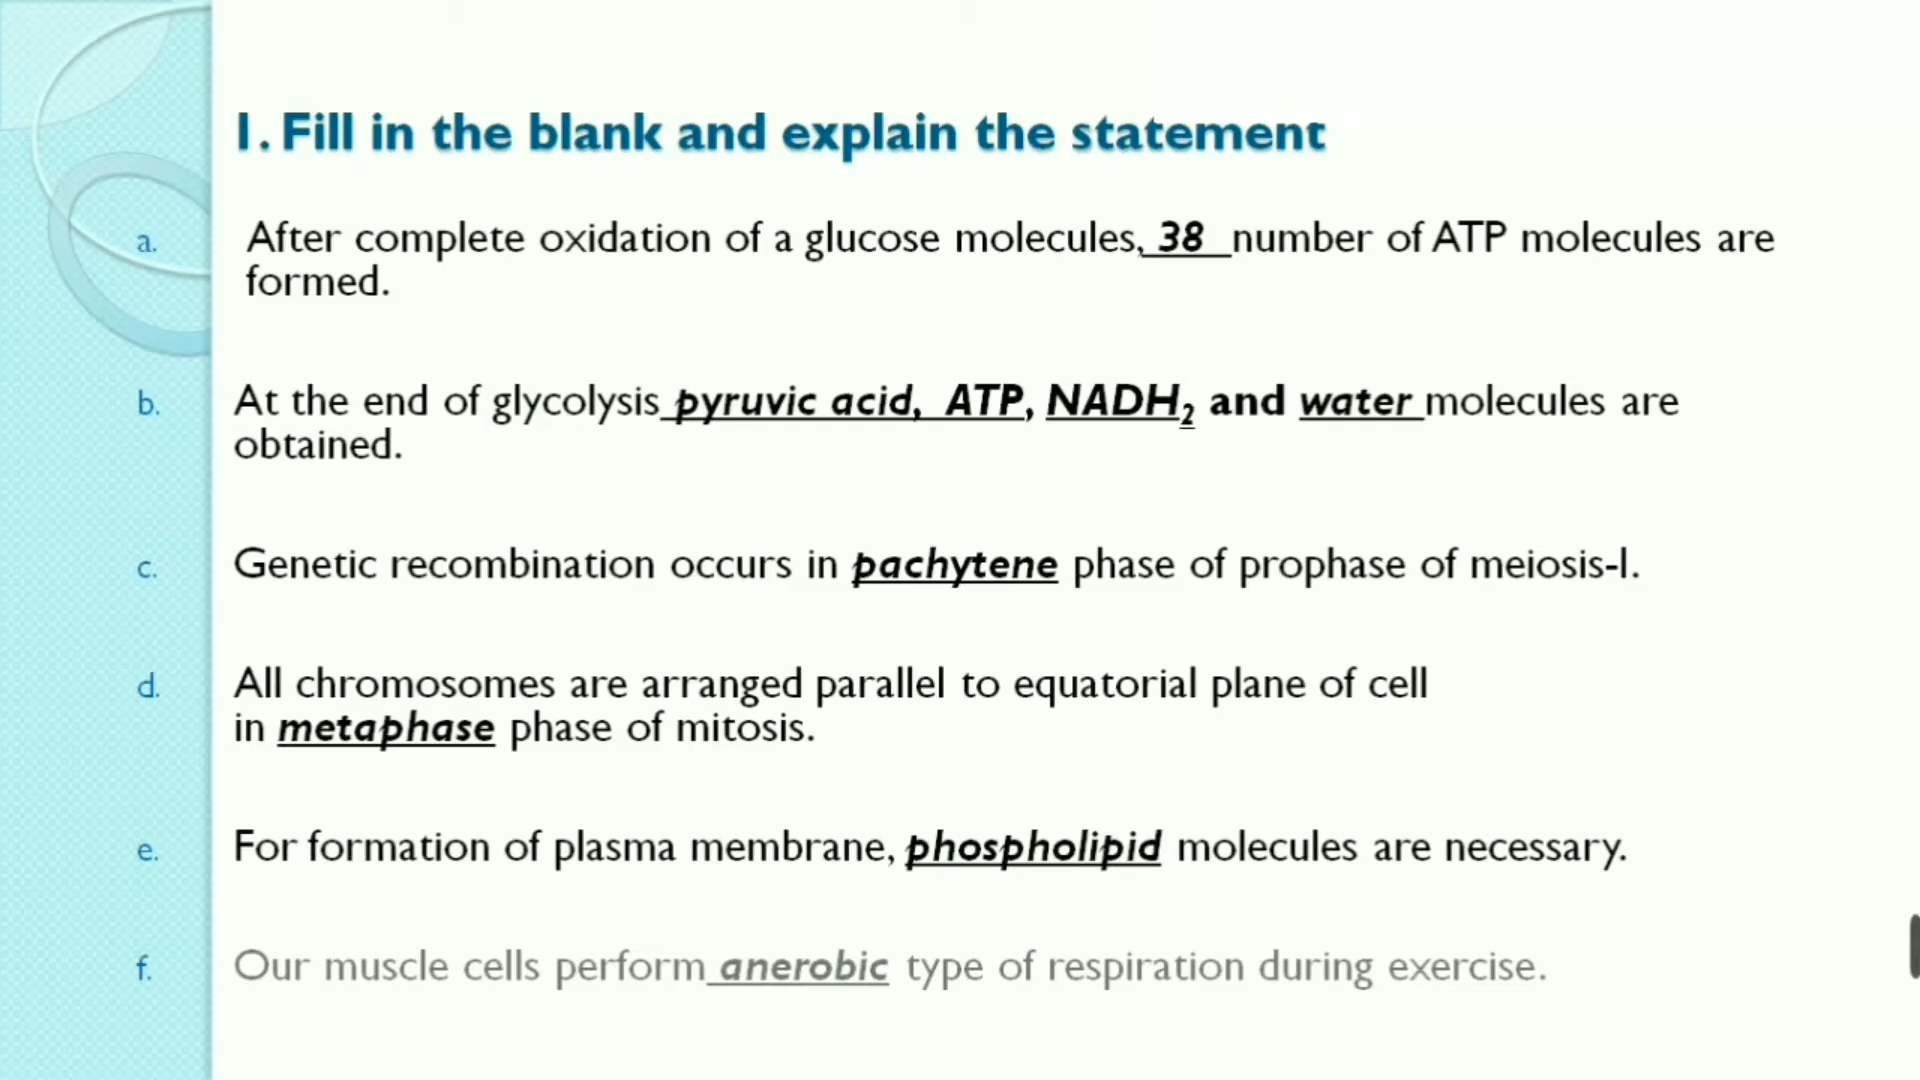 1. Fill in the blank and explain the statement
a. After complete oxidation of a glucose molecules, 38 number of ATP molecules are
formed.
b. At the end of glycolysis pyruvic acid, ATP, NADH₂ and water molecules are
obtained.
c. Genetic recombination occurs in pachytene phase of prophase of meiosis-I.
d. All chromosomes are arranged parallel to equatorial plane of cell
in metaphase phase of mitosis.
e. For formation of plasma membrane, phospholipid molecules are necessary.
f. Our muscle cells perform anerobic type of respiration during exercise.